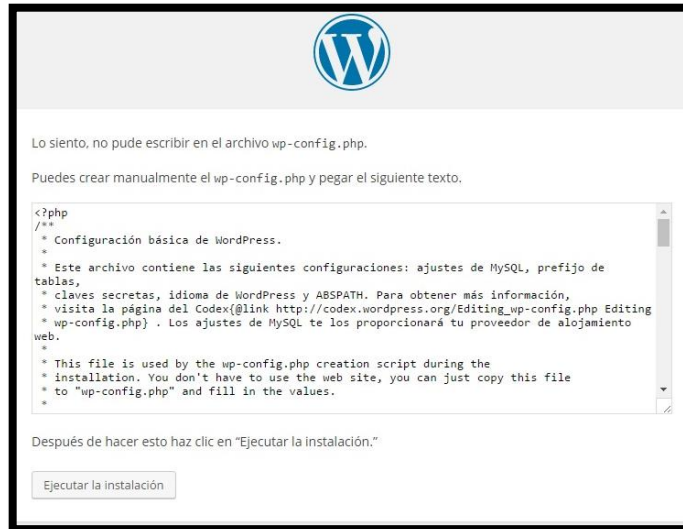 Lo siento, no pude escribir en el archivo wp-config.php.
Puedes crear manualmente el wp-config.php y pegar el siguiente texto.
<?php
/**
* Configuración básica de WordPress.
*
* Este archivo contiene las siguientes configuraciones: ajustes de MySQL, prefijo de
tablas,
* claves secretas, idioma de WordPress y ABSPATH. Para obtener más información,
* visita la página del Codex{@link http://codex.wordpress.org/Editing_wp-config.php Editing
* wp-config.php} . Los ajustes de MySQL te los proporcionará tu proveedor de alojamiento
web.
*
* This file is used by the wp-config.php creation script during the
* installation. You don't have to use the web site, you can just copy this file
* to "wp-config.php" and fill in the values.
*
Después de hacer esto haz clic en “Ejecutar la instalación.”
Ejecutar la instalación